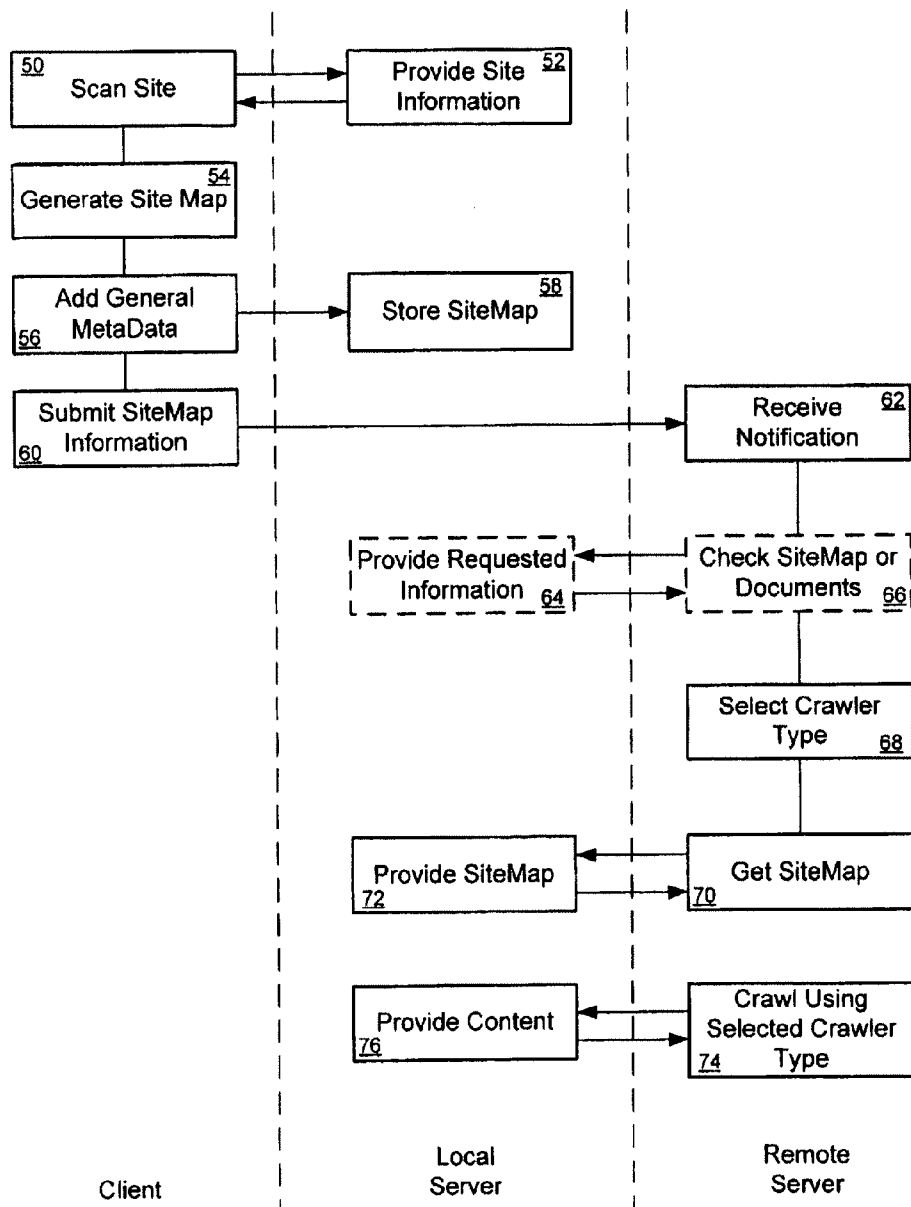 50
Scan Site
52
Provide Site
Information
54
Generate Site Map
Add General
MetaData
56
58
Store SiteMap
Submit SiteMap
Information
60
62
Receive
Notification
Provide Requested
Information
64
Check SiteMap or
Documents
66
Select Crawler
Type
68
Provide SiteMap
72
Get SiteMap
70
Provide Content
76
Crawl Using
Selected Crawler
Type
74
Client
Local
Server
Remote
Server